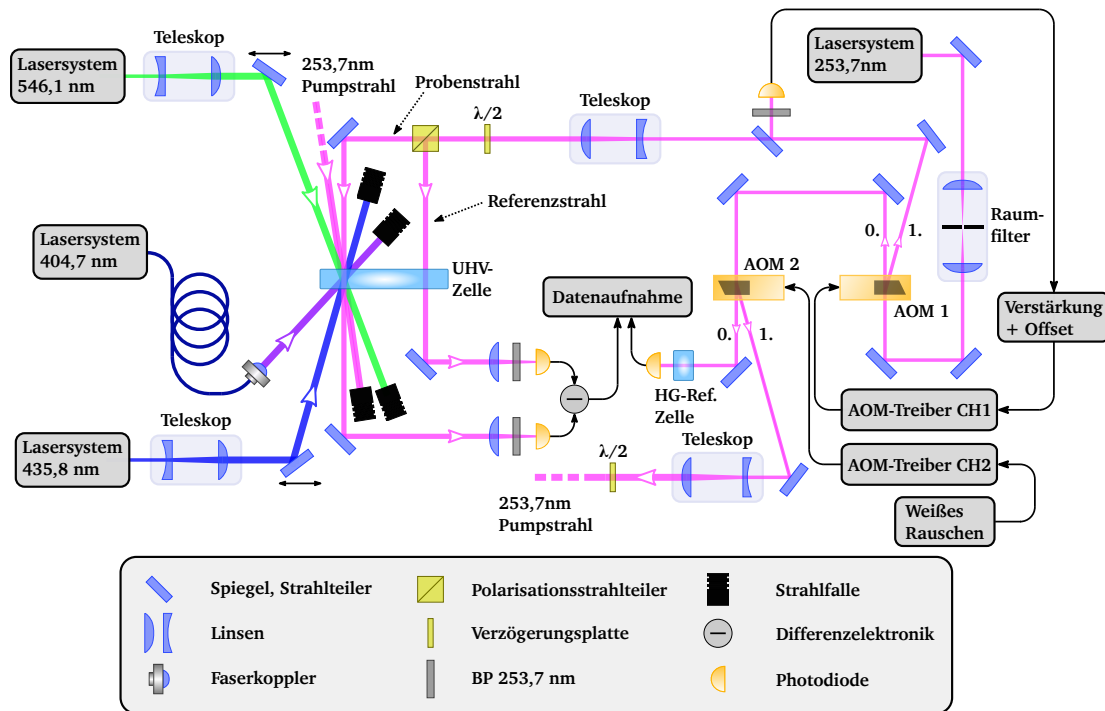 Teleskop
Lasersystem
546,1 nm
253,7nm
Pumpstrahl
Probenstrahl
λ/2
Teleskop
Lasersystem
253,7nm
Referenzstrahl
Raum-
filter
0.
1.
Lasersystem
404,7 nm
UHV-
Zelle
Datenaufnahme
AOM 2
AOM 1
Verstärkung
+ Offset
0.
1.
HG-Ref.
Zelle
AOM-Treiber CH1
Teleskop
Lasersystem
435,8 nm
λ/2
Teleskop
AOM-Treiber CH2
253,7nm
Pumpstrahl
Weißes
Rauschen
Spiegel, Strahlteiler
Polarisationsstrahlteiler
Strahlfalle
Linsen
Verzögerungsplatte
Differenzelektronik
Faserkoppler
BP 253,7 nm
Photodiode